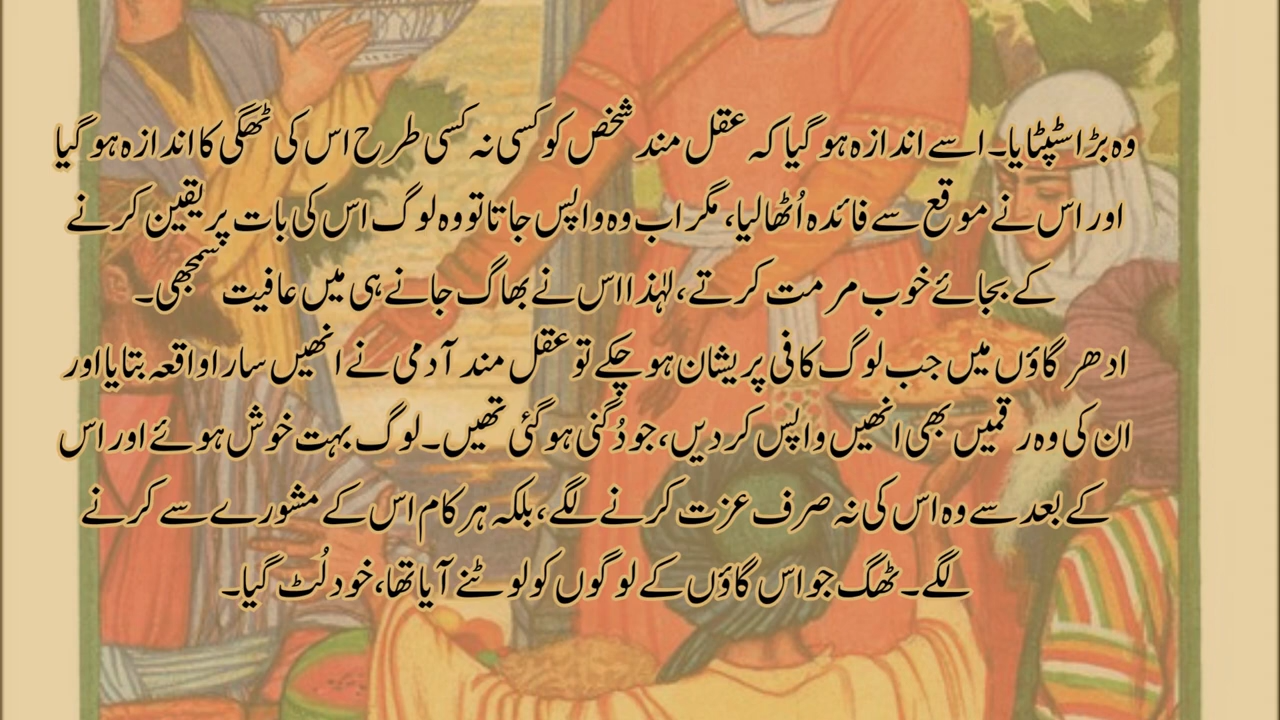 وہ بڑا سٹپٹایا۔ اسے اندازہ ہو گیا کہ عقل مند شخص کو کسی نہ کسی طرح اس کی ٹھگی کا اندازہ ہو گیا
اور اس نے موقع سے فائدہ اُٹھا لیا، مگر اب وہ واپس جاتا تو وہ لوگ اس کی بات پر یقین کرنے
کے بجائے خوب مرمت کرتے، لہٰذا اس نے بھاگ جانے ہی میں عافیت سمجھی۔
ادھر گاؤں میں جب لوگ کافی پریشان ہو چکے تو عقل مند آدمی نے انھیں سارا واقعہ بتایا اور
ان کی وہ رقمیں بھی انھیں واپس کر دیں، جو دُگنی ہو گئی تھیں۔ لوگ بہت خوش ہوئے اور اس
کے بعد سے وہ اس کی نہ صرف عزت کرنے لگے، بلکہ ہر کام اس کے مشورے سے کرنے
لگے۔ ٹھگ جو اس گاؤں کے لوگوں کو لوٹنے آیا تھا، خود لُٹ گیا۔